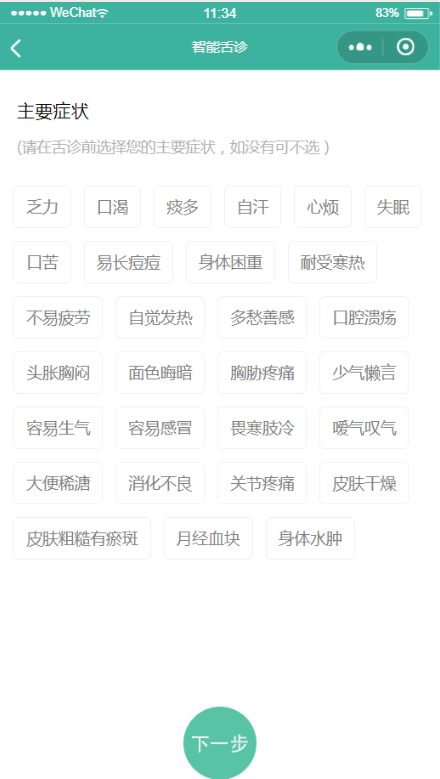 ●●●●● WeChat 11:34 83%
智能舌诊
主要症状
(请在舌诊前选择您的主要症状，如没有可不选）
乏力 口渴 痰多 自汗 心烦 失眠
口苦 易长痘痘 身体困重 耐受寒热
不易疲劳 自觉发热 多愁善感 口腔溃疡
头胀胸闷 面色晦暗 胸胁疼痛 少气懒言
容易生气 容易感冒 畏寒肢冷 嗳气叹气
大便稀溏 消化不良 关节疼痛 皮肤干燥
皮肤粗糙有瘀斑 月经血块 身体水肿
下一步